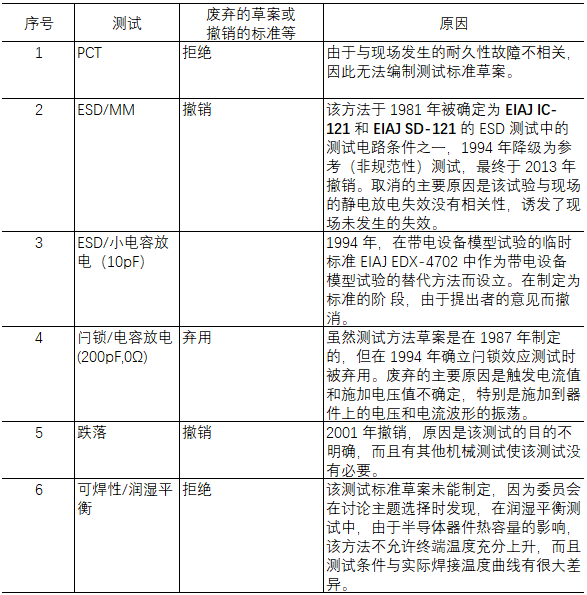 序号 测试 废弃的草案或 原因
撤销的标准等
1 PCT 拒绝 由于与现场发生的耐久性故障不相关，
因此无法编制测试标准草案。
2 ESD/MM 撤销 该方法于 1981 年被确定为 EIAJ IC-
121 和 EIAJ SD-121 的 ESD 测试中的
测试电路条件之一，1994 年降级为参
考（非规范性）测试，最终于 2013 年
撤销。取消的主要原因是该试验与现场
的静电放电失效没有相关性，诱发了现
场未发生的失效。
3 ESD/小电容放 1994 年，在带电设备模型试验的临时
电（10pF） 标准 EIAJ EDX-4702 中作为带电设备
模型试验的替代方法而设立。在制定为
标准的阶 段，由于提出者的意见而撤
消。
4 闩锁/电容放电 弃用 虽然测试方法草案是在 1987 年制定
(200pF,0Ω) 的，但在 1994 年确立闩锁效应测试时
被弃用。废弃的主要原因是触发电流值
和施加电压值不确定，特别是施加到器
件上的电压和电流波形的振荡。
5 跌落 撤销 2001 年撤销，原因是该测试的目的不
明确，而且有其他机械测试使该测试没
有必要。
6 可焊性/润湿平 拒绝 该测试标准草案未能制定，因为委员会
衡 在讨论主题选择时发现，在润湿平衡测
试中，由于半导体器件热容量的影响，
该方法不允许终端温度充分上升，而且
测试条件与实际焊接温度曲线有很大差
异。